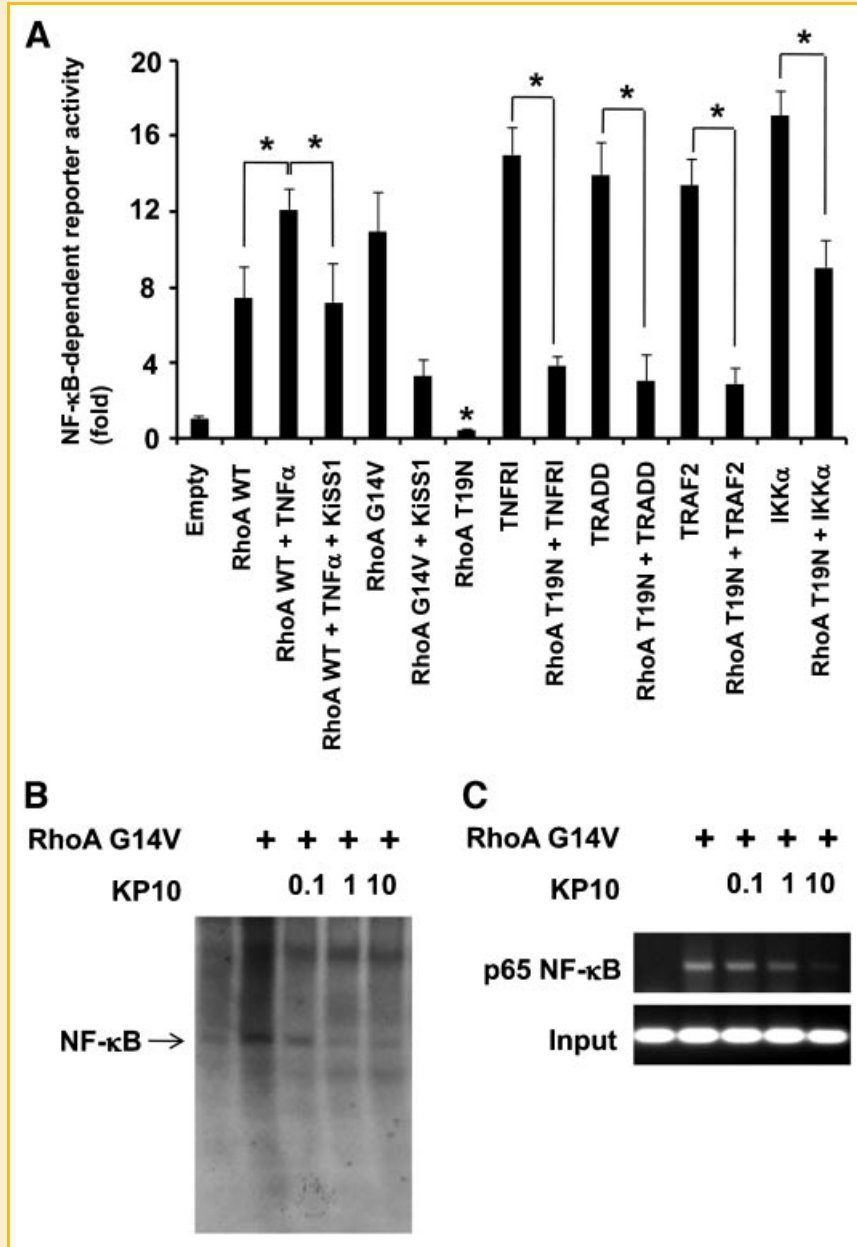 A
NF-κB-dependent reporter activity
(fold)
20
16
12
8
4
0
* * * * * * *
Empty
RhoA WT
RhoA WT + TNFα
RhoA WT + TNFα + KiSS1
RhoA G14V
RhoA G14V + KiSS1
RhoA T19N
TNFRI
RhoA T19N + TNFRI
TRADD
RhoA T19N + TRADD
TRAF2
RhoA T19N + TRAF2
IKKα
RhoA T19N + IKKα
B
RhoA G14V + + + +
KP10 0.1 1 10
NF-κB →
C
RhoA G14V + + + +
KP10 0.1 1 10
p65 NF-κB
Input